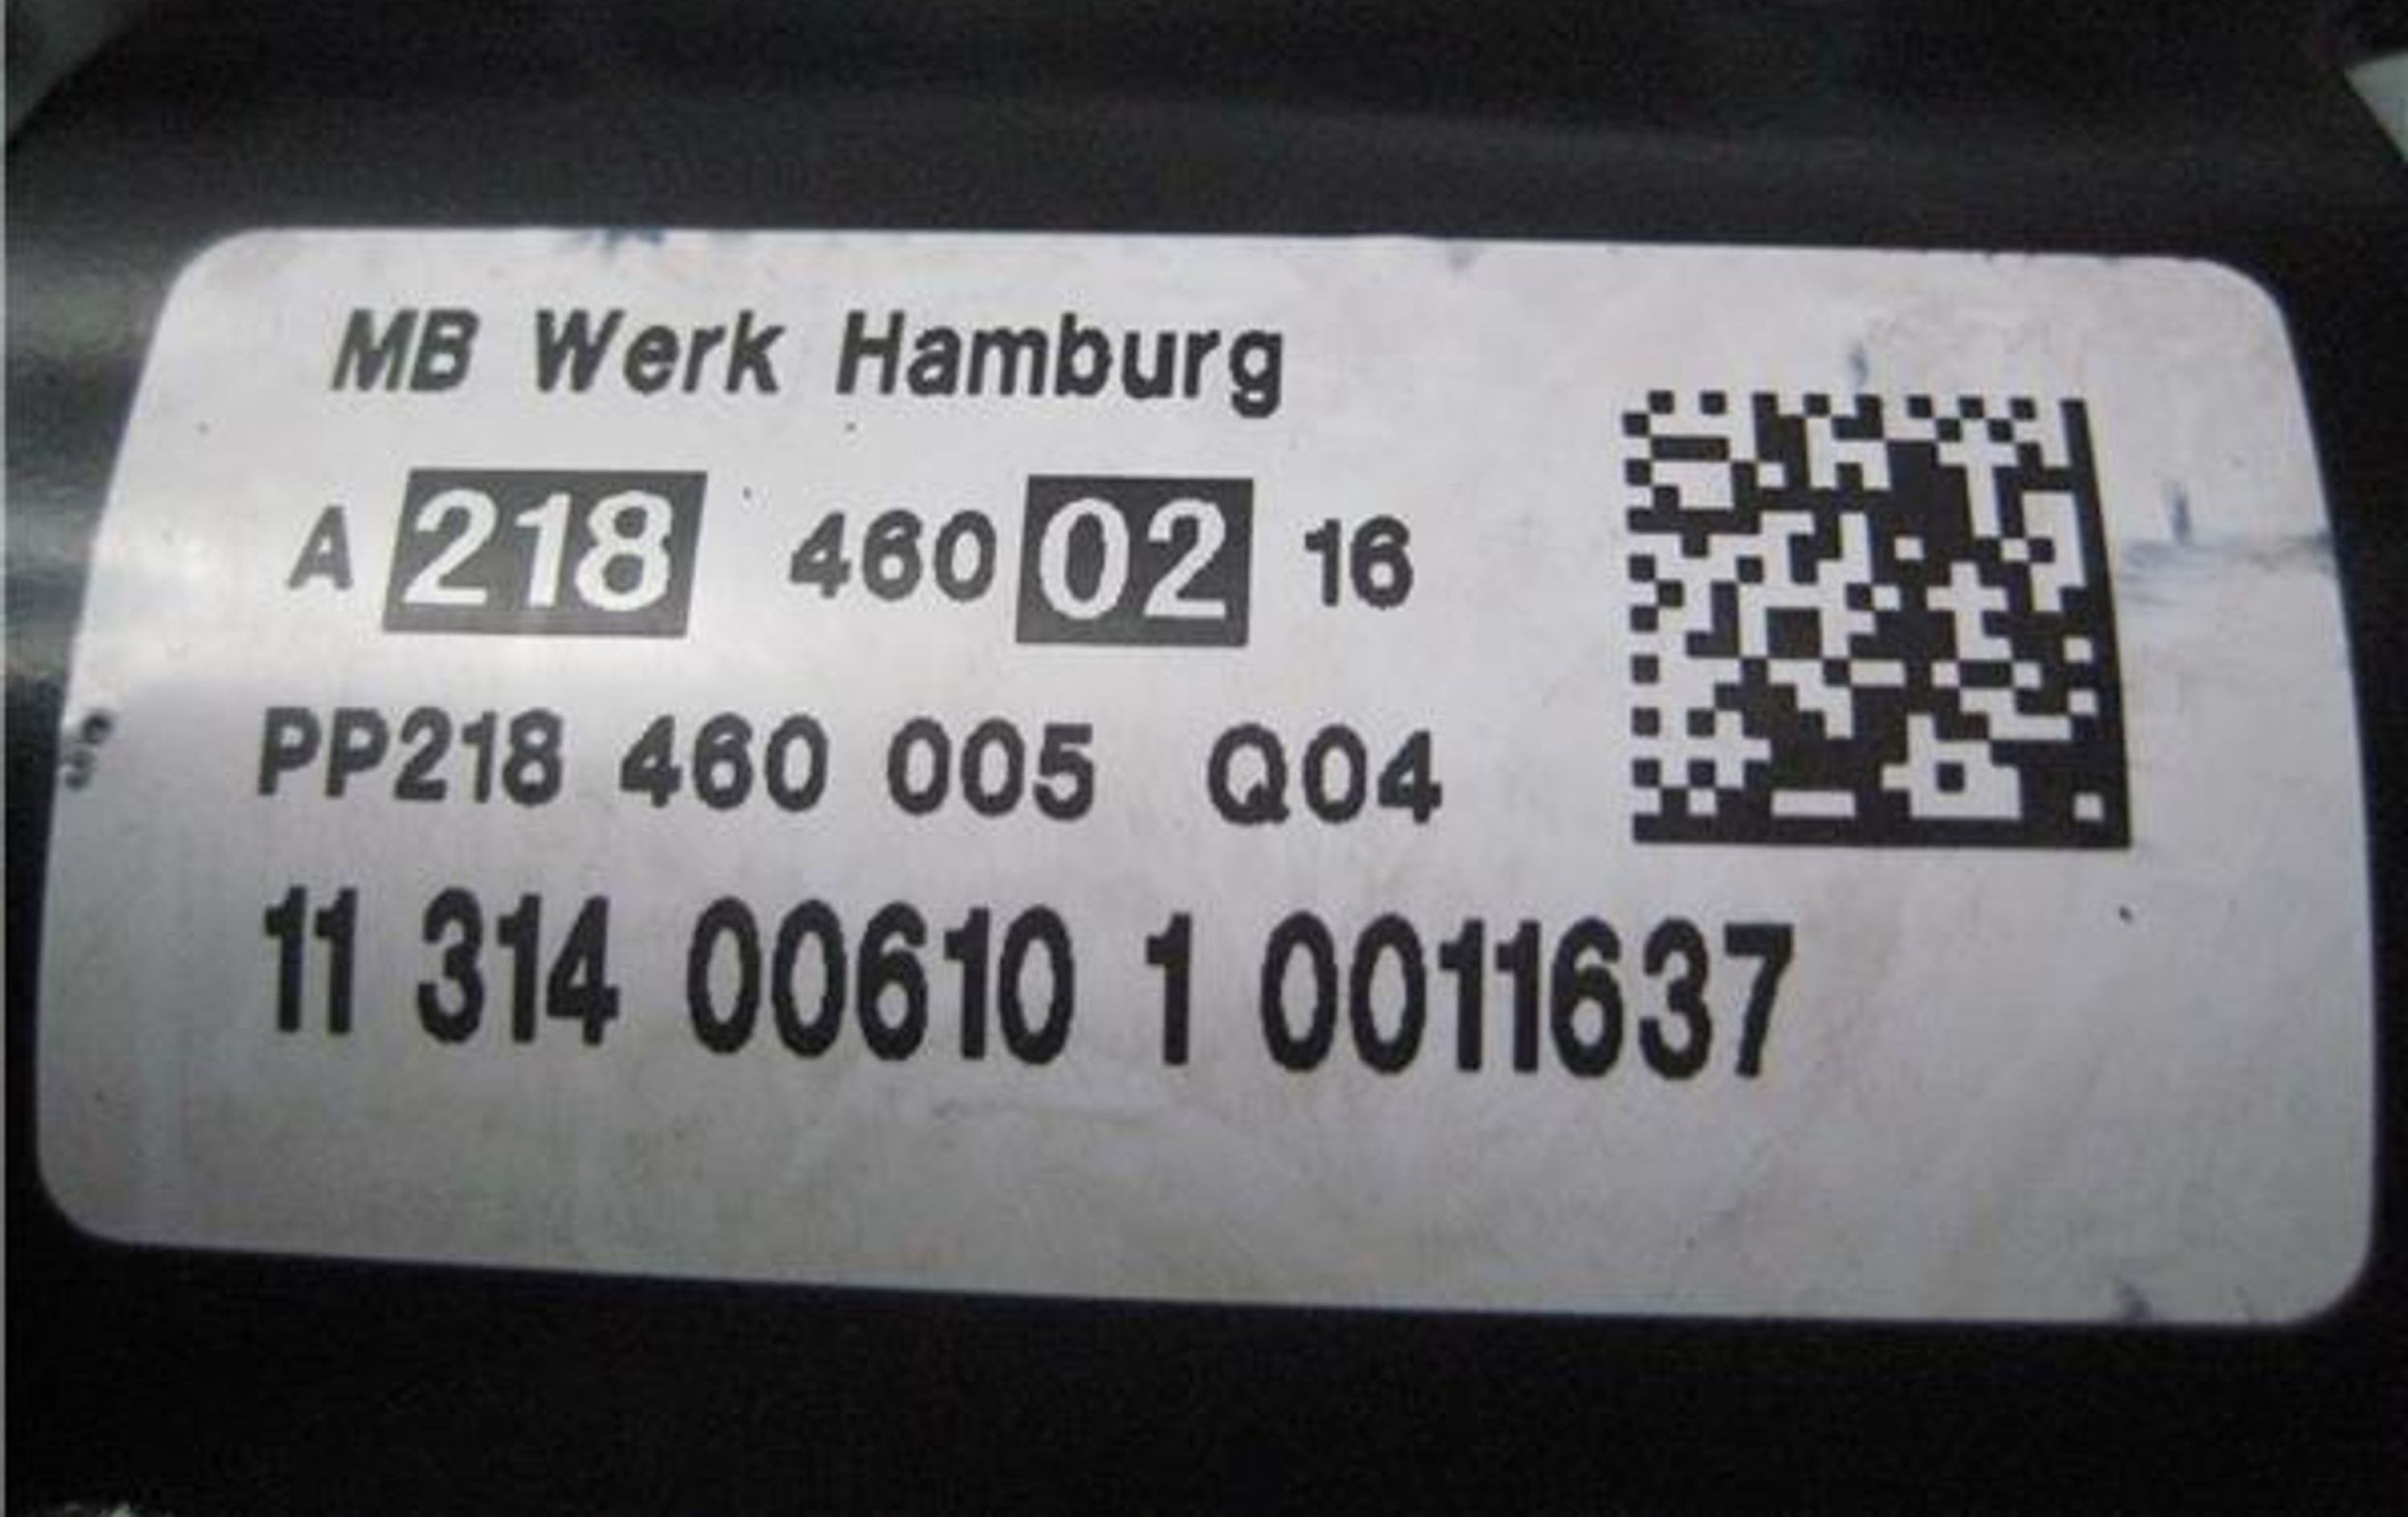 MB Werk Hamburg
A 218 460 02 16
PP218 460 005 Q04
11 314 00610 1 0011637